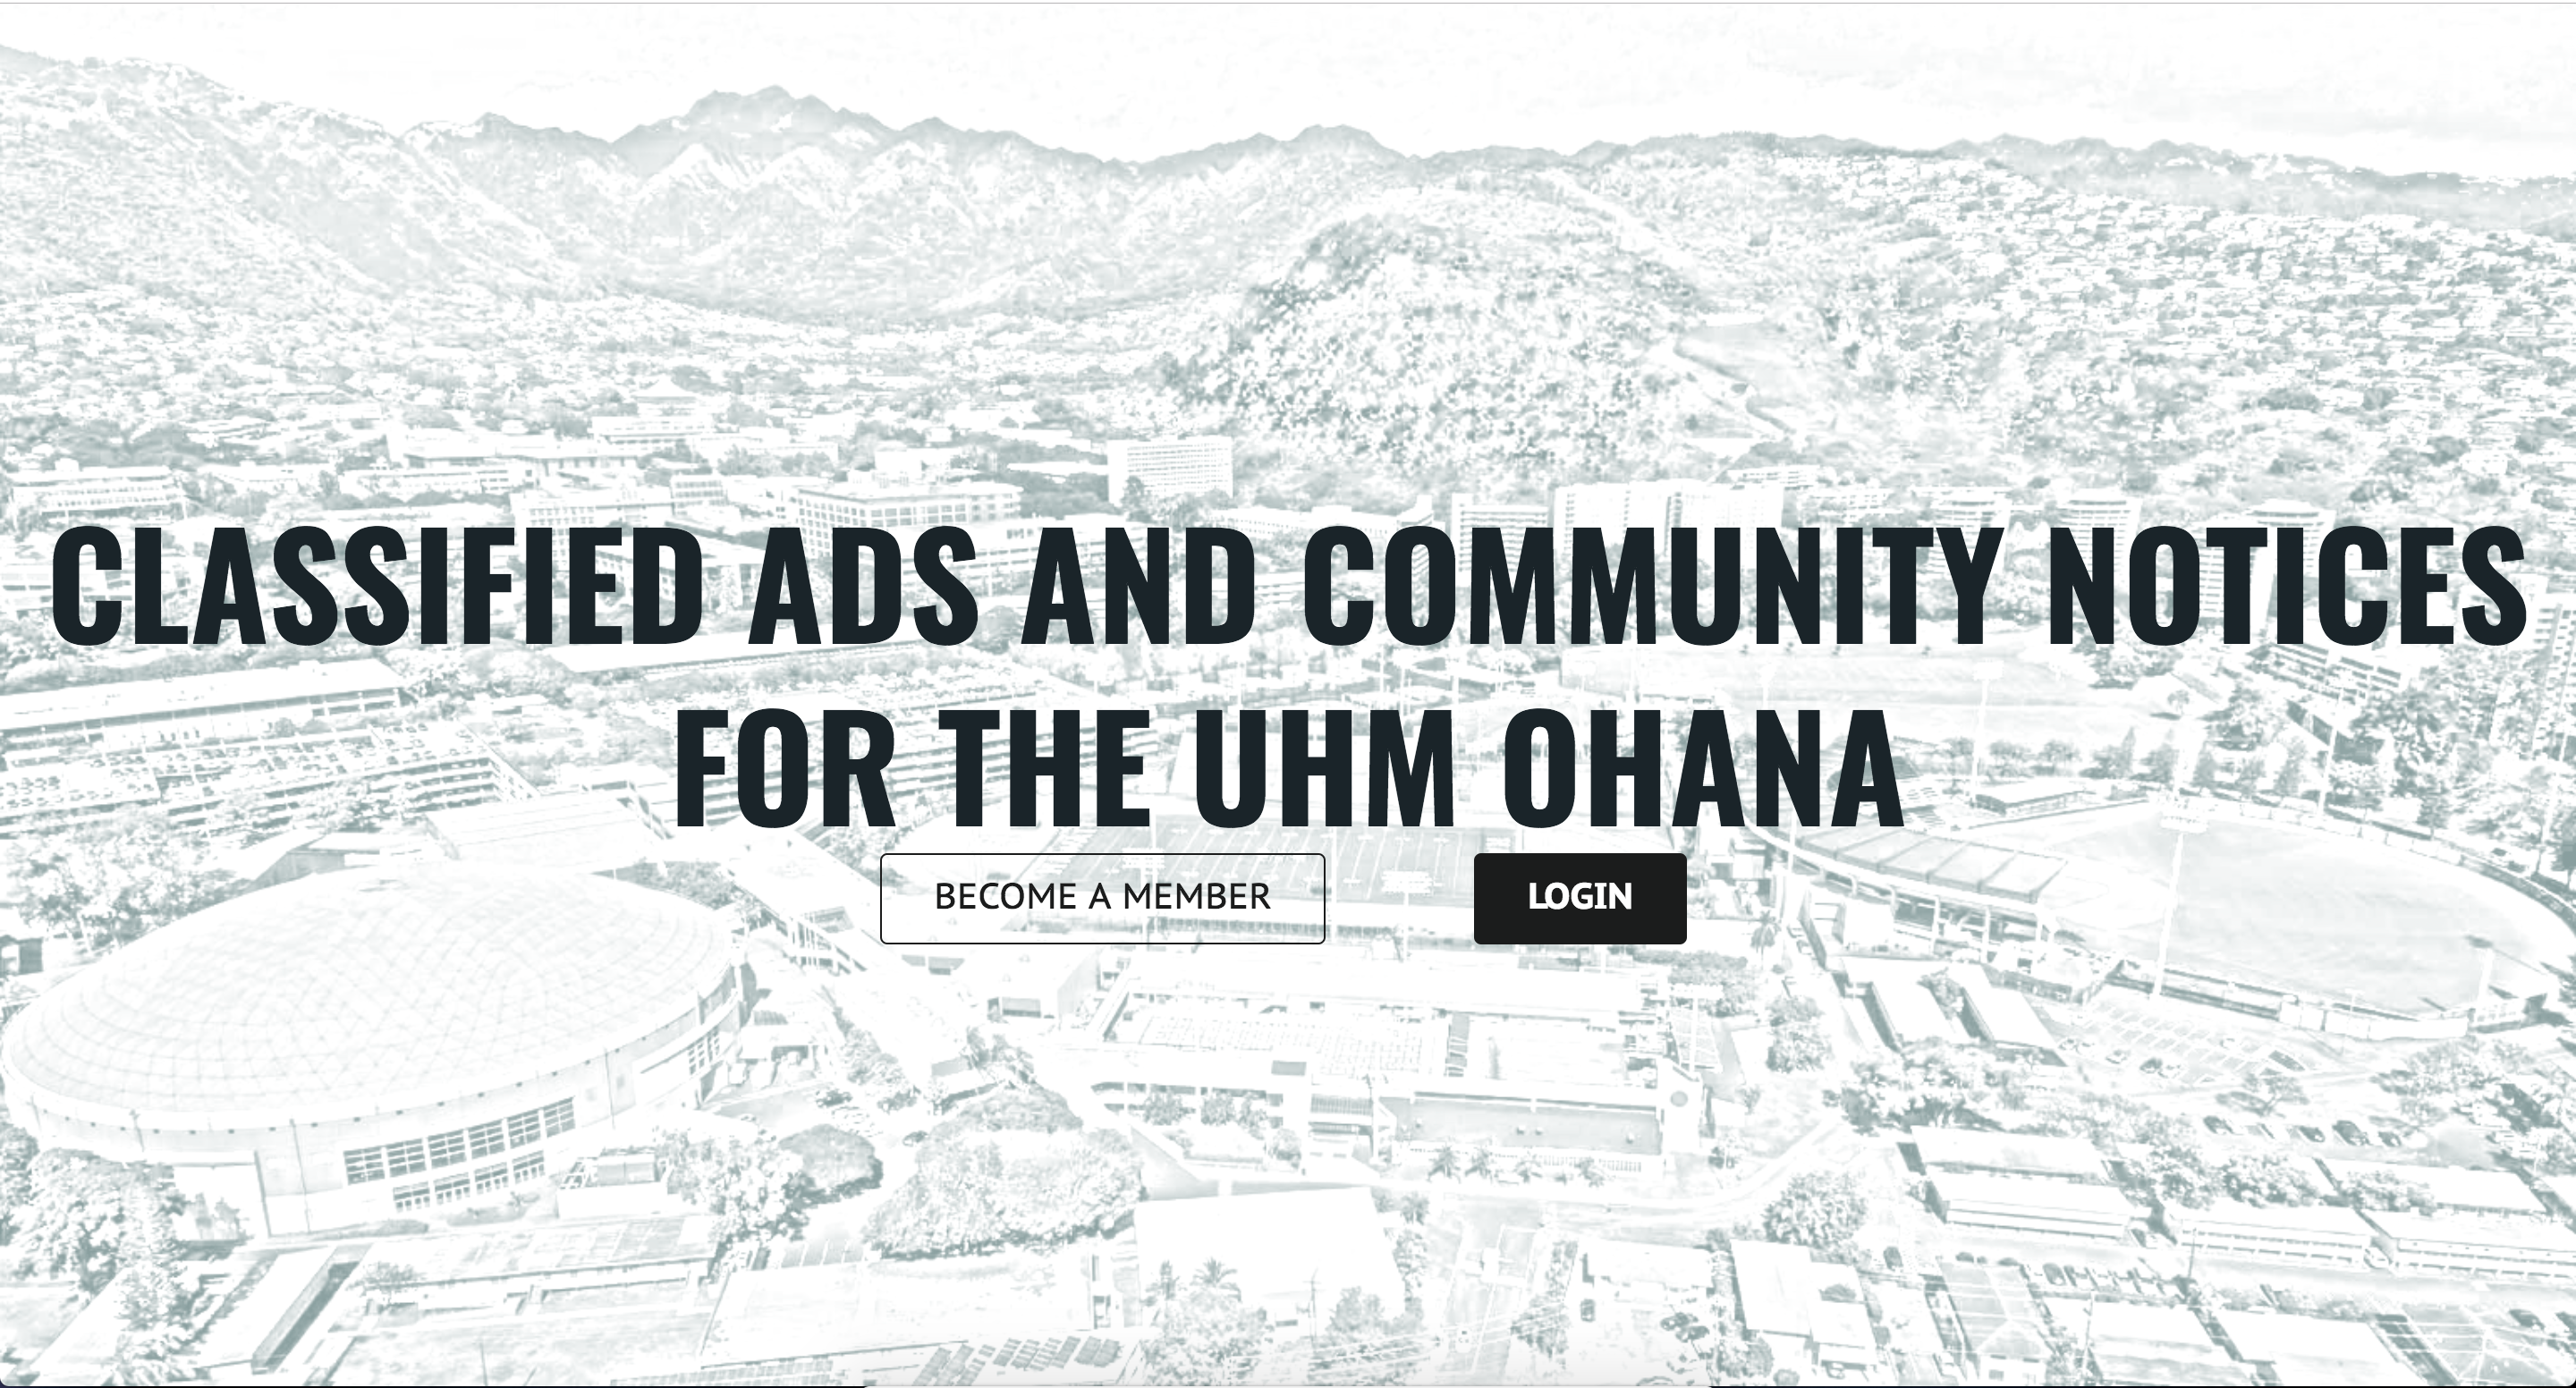 CLASSIFIED ADS AND COMMUNITY NOTICES
FOR THE UHM OHANA
BECOME A MEMBER
LOGIN